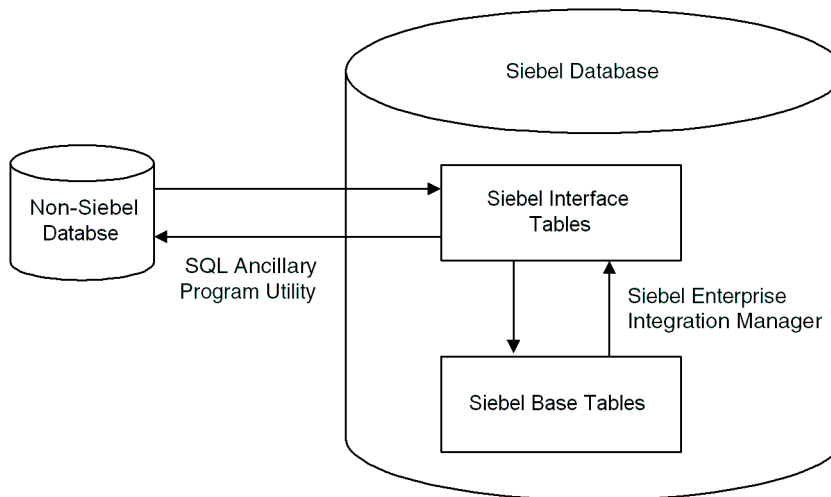 Siebel Database
Non-Siebel
Databse
Siebel Interface
Tables
SQL Ancillary
Program Utility
Siebel Enterprise
Integration Manager
Siebel Base Tables